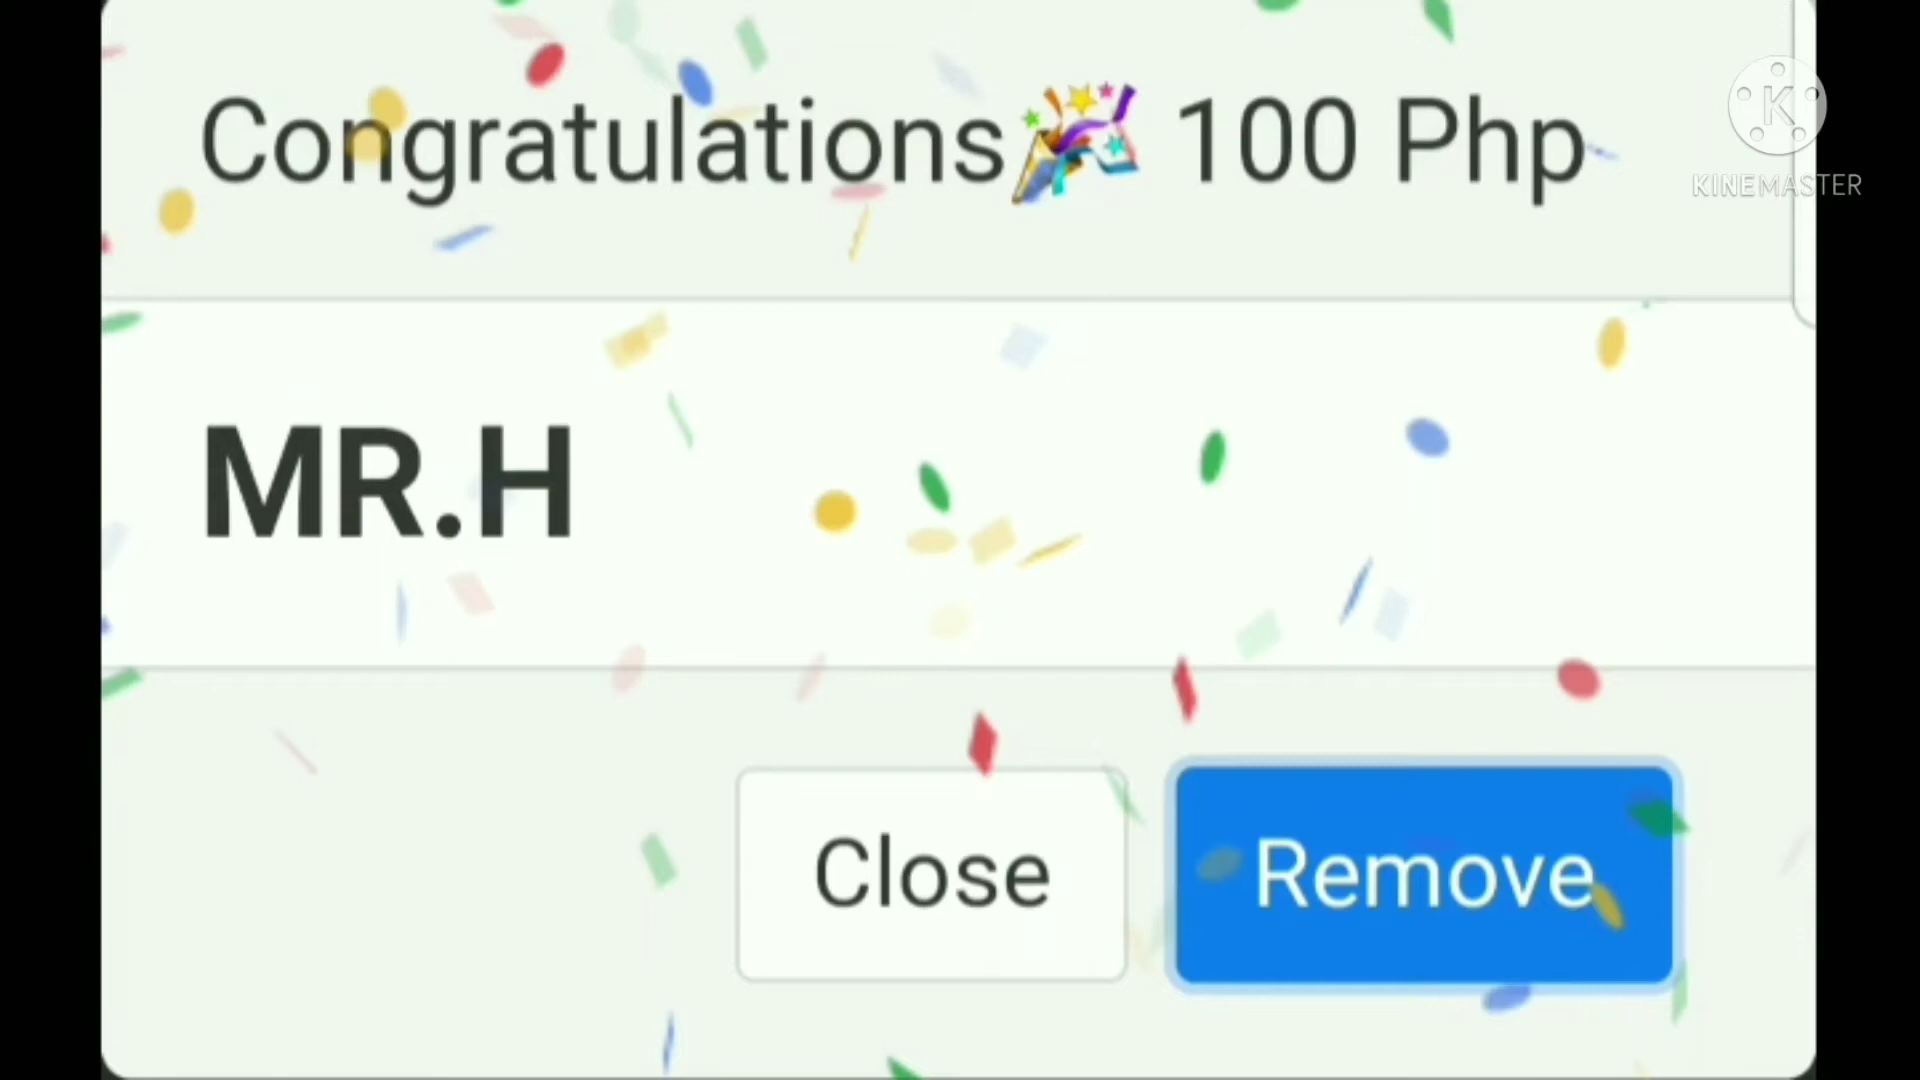 Congratulations🎉 100 Php
K
KINEMASTER
MR.H
Close
Remove